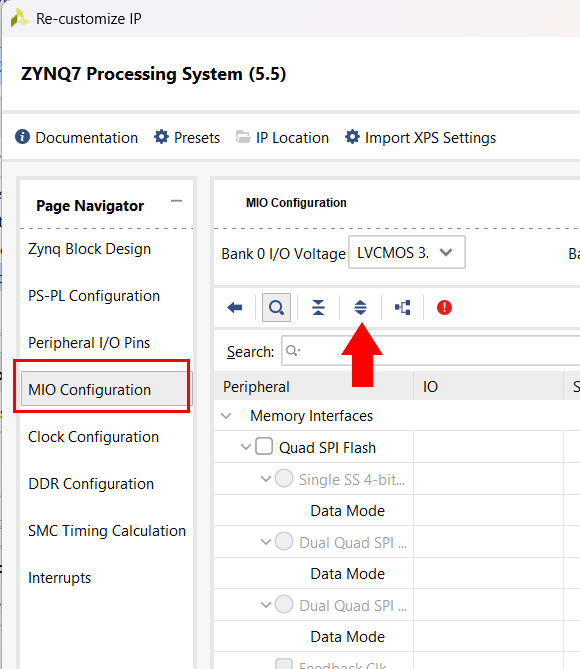 Re-customize IP
ZYNQ7 Processing System (5.5)
Documentation Presets IP Location Import XPS Settings
Page Navigator
Zynq Block Design
PS-PL Configuration
Peripheral I/O Pins
MIO Configuration
Clock Configuration
DDR Configuration
SMC Timing Calculation
Interrupts
MIO Configuration
Bank 0 I/O Voltage LVCMOS 3. Ba
Search:
Peripheral IO S
Memory Interfaces
Quad SPI Flash
Single SS 4-bit...
Data Mode
Dual Quad SPI ...
Data Mode
Dual Quad SPI ...
Data Mode
Feedback Clk